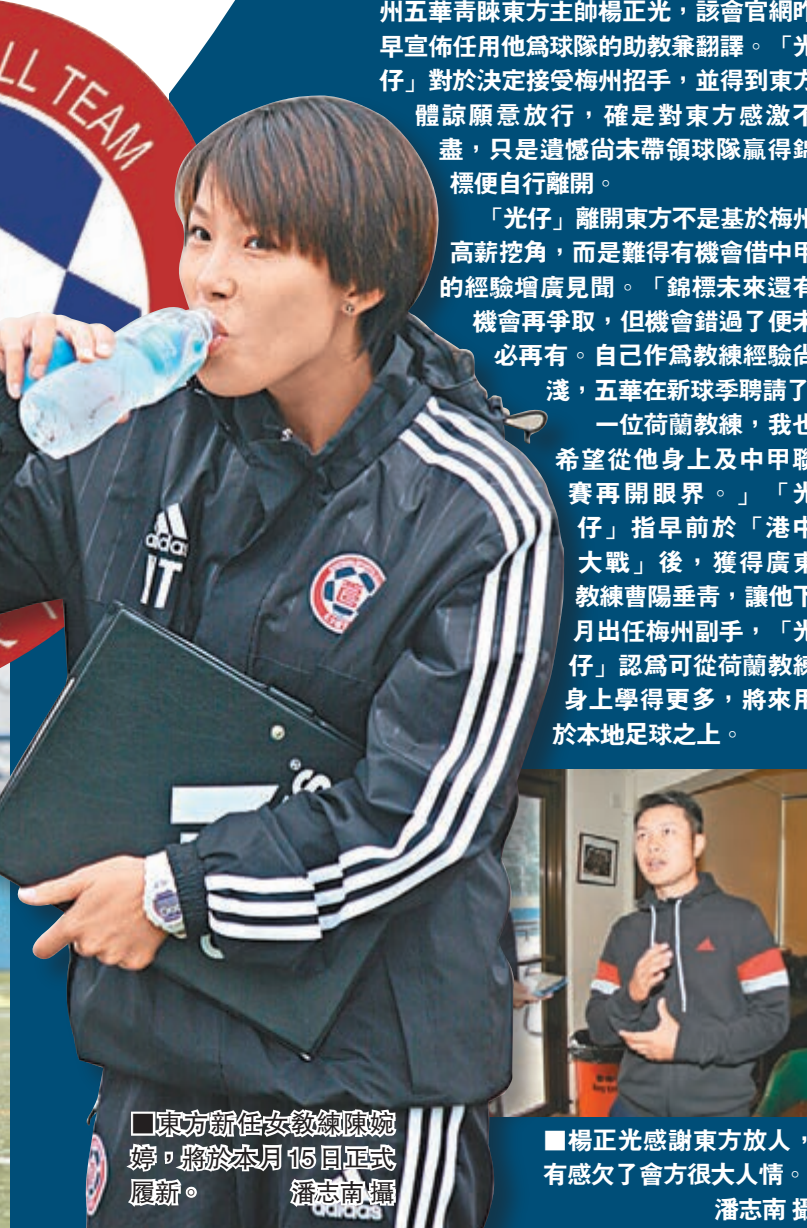 LL TEAM
州五華青睞東方主帥楊正光,該會官網昨
早宣佈任用他爲球隊的助教兼翻譯。「光
仔」對於決定接受梅州招手,並得到東方
體諒願意放行,確是對東方感激不
盡,只是遺憾尚未帶領球隊贏得錦
標便自行離開。
「光仔」離開東方不是基於梅州
高薪挖角,而是難得有機會借中甲
的經驗增廣見聞。「錦標未來還有
機會再爭取,但機會錯過了便未
必再有。自己作爲教練經驗尚
淺,五華在新球季聘請了
一位荷蘭教練,我也
希望從他身上及中甲聯
賽再開眼界。」「光
仔」指早前於「港中
大戰」後,獲得廣東
教練曹陽垂青,讓他下
月出任梅州副手,「光
仔」認爲可從荷蘭教練
身上學得更多,將來用
於本地足球之上。
adidas
IT
■東方新任女教練陳婉
婷,將於本月15日正式
履新。 潘志南 攝
adidas
■楊正光感謝東方放人,
有感欠了會方很大人情。
潘志南 攝